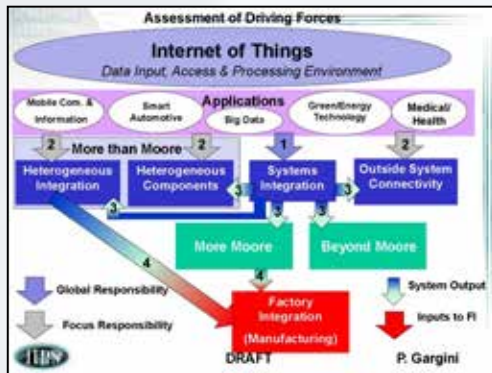 Assessment of Driving Forces
Internet of Things
Data Input, Access & Processing Environment
Applications
Mobile Com. &
Information
Smart
Automotive
Big Data
Green/Energy
Technology
Medical/
Health
2
2
1
2
More than Moore
Heterogeneous
Integration
Heterogeneous
Components
3
Systems
Integration
3
Outside System
Connectivity
3
3
3
More Moore
Beyond Moore
4
4
Global Responsibility
Focus Responsibility
Factory
Integration
(Manufacturing)
System Output
Inputs to FI
DRAFT
P. Gargini